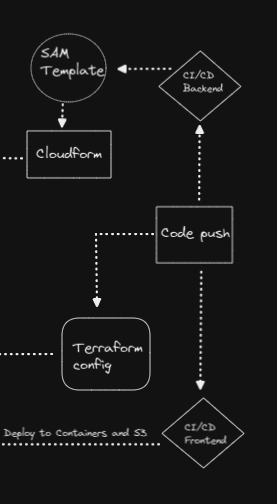 SAM
Template
CI/CD
Backend
Cloudform
Code push
Terraform
config
Deploy to Containers and S3
CI/CD
Frontend